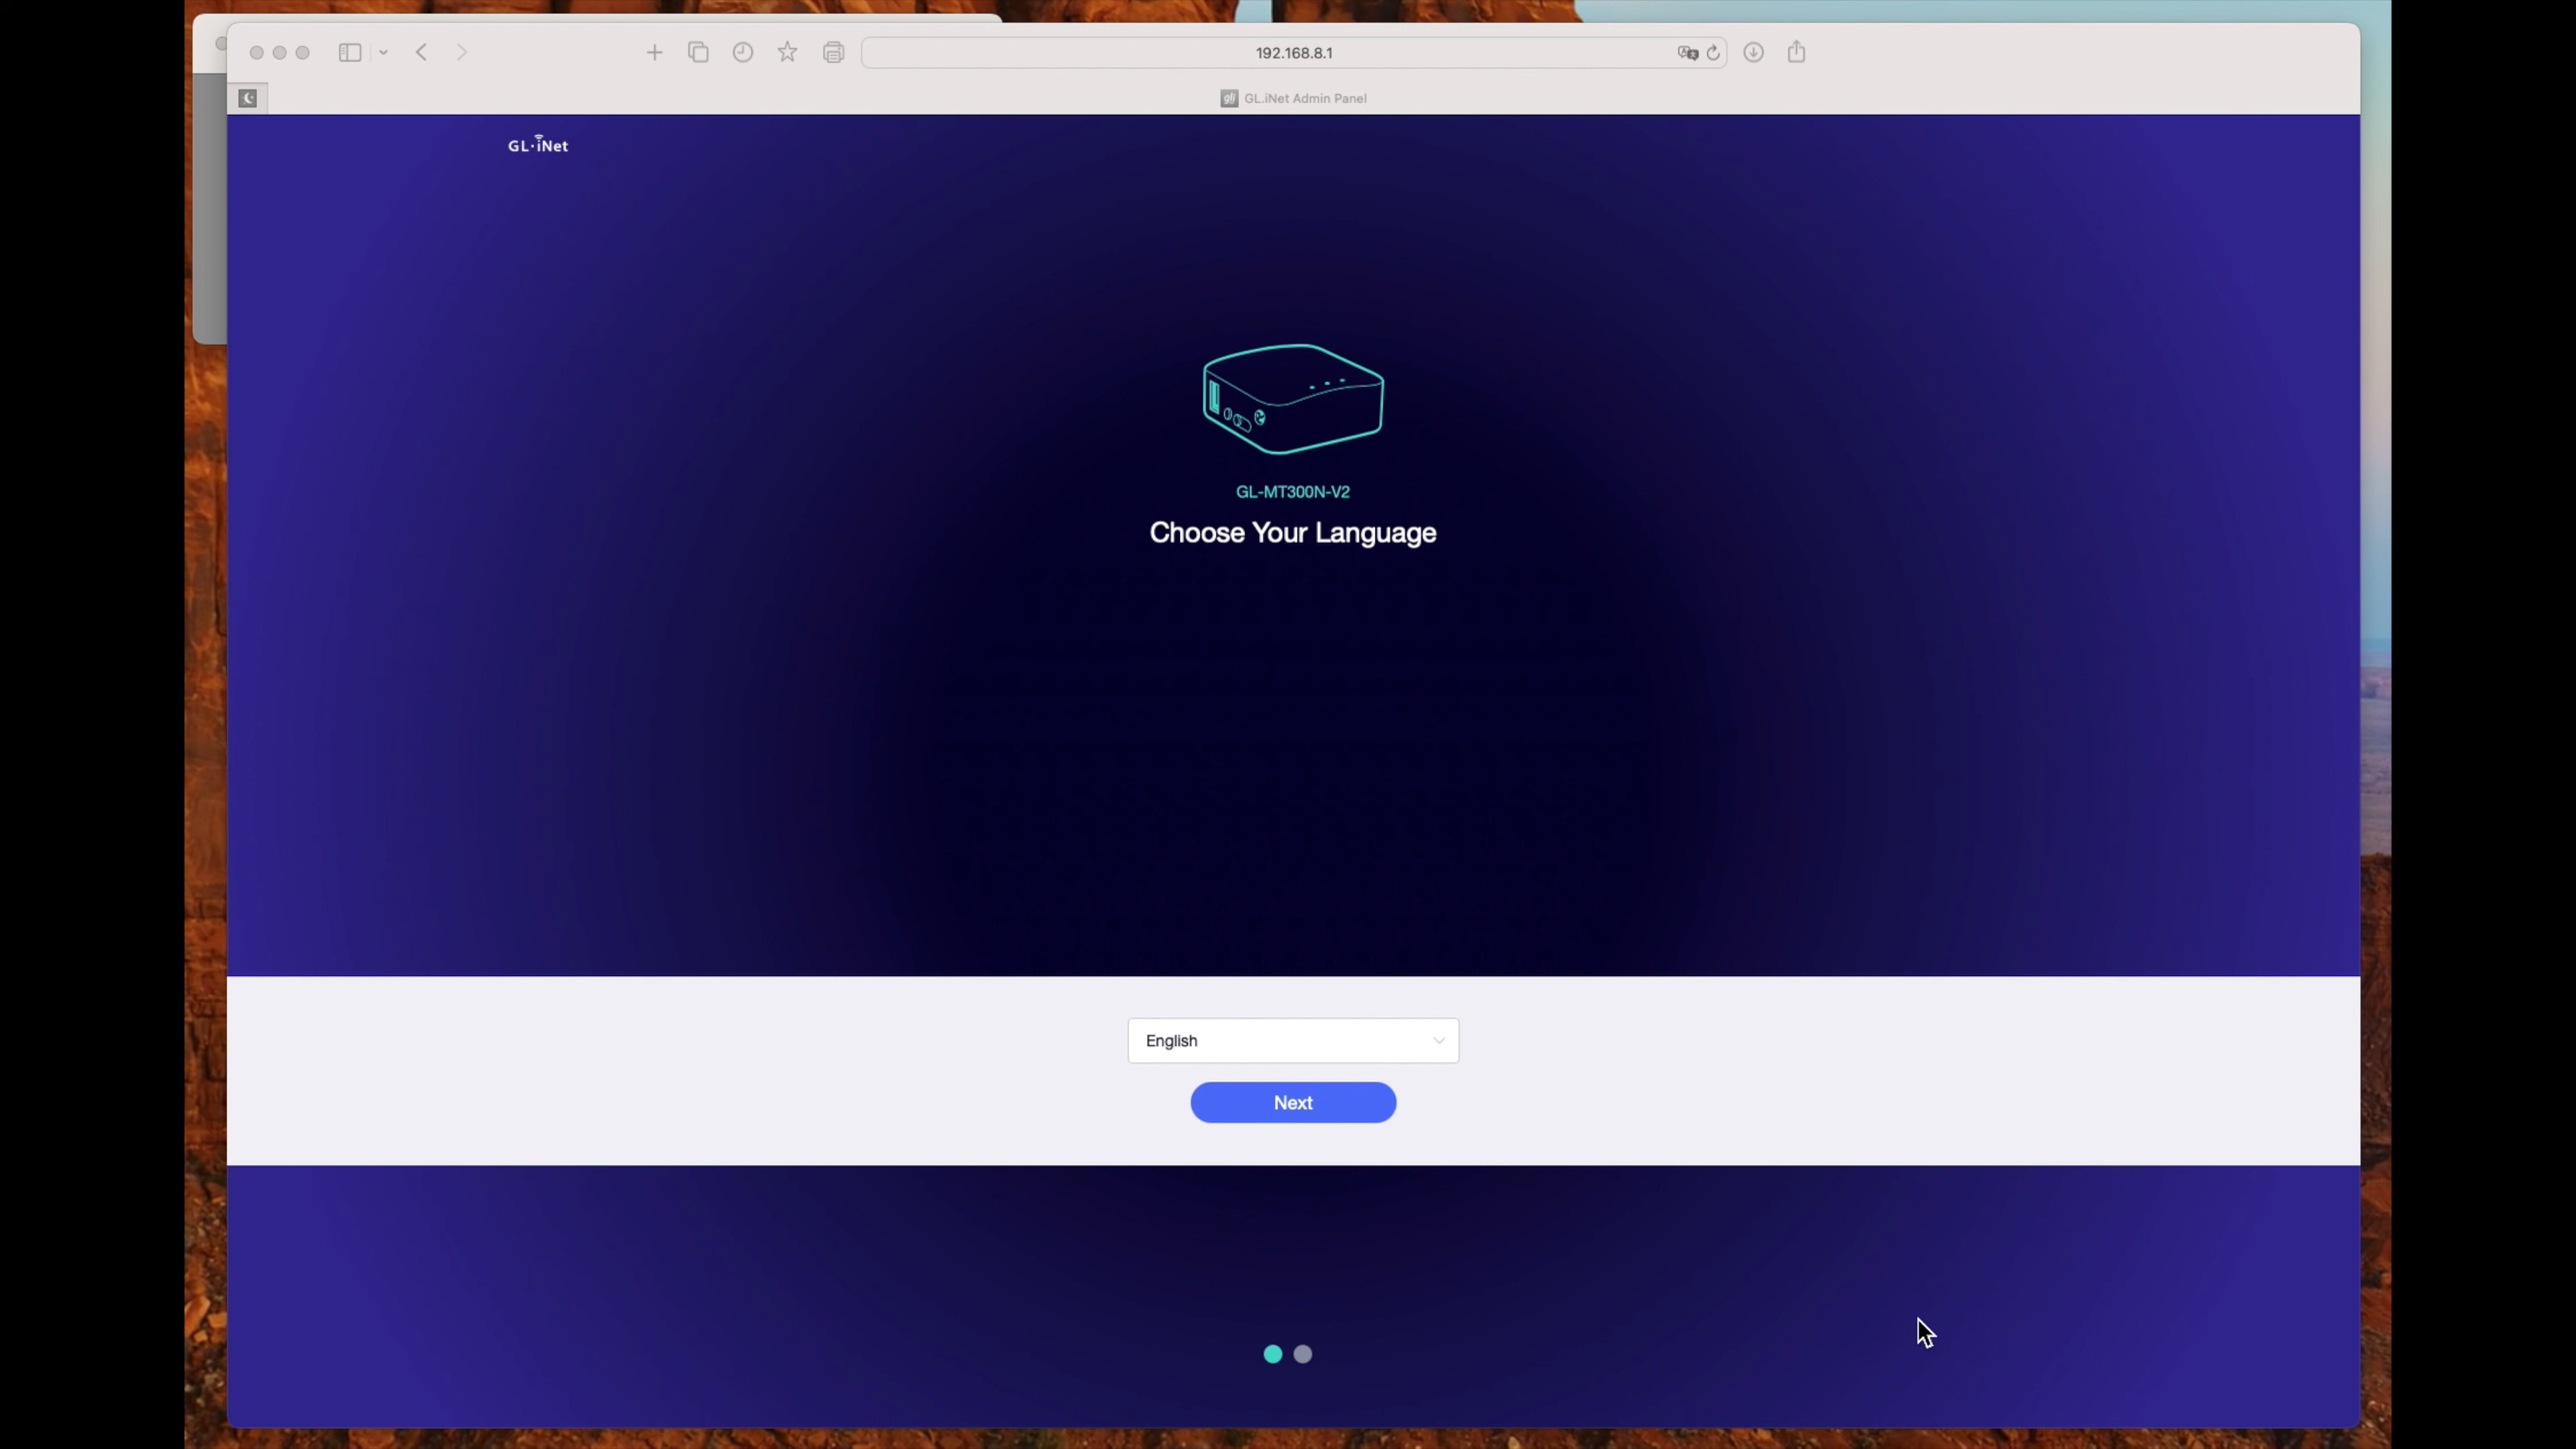 192.168.8.1
GL.iNet Admin Panel
GL·iNet
GL-MT300N-V2
Choose Your Language
English
Next